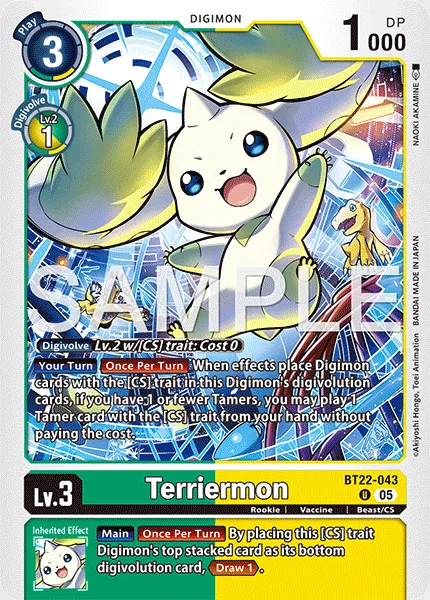 DIGIMON
Play
3
1000
DP
Digivolve
Lv.2
1
NAOKI AKAMINE
©Akiyoshi Hongo, Toei Animation BANDAI MADE IN JAPAN
SAMPLE
Digivolve Lv.2 w/[CS] trait: Cost 0
Your Turn Once Per Turn When effects place Digimon
cards with the [CS] trait in this Digimon's digivolution
cards, if you have 1 or fewer Tamers, you may play 1
Tamer card with the [CS] trait from your hand without
paying the cost.
Lv.3
Terriermon
BT22-043
U 05
Rookie | Vaccine | Beast/CS
Inherited Effect
Main Once Per Turn By placing this [CS] trait
Digimon's top stacked card as its bottom
digivolution card, Draw 1.